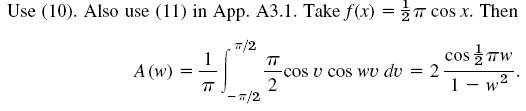 Use (10). Also use (11) in App. A3.1. Take f(x) = ½π cos x. Then
A(w) = 1/π ∫_{-π/2}^{π/2} π/2 cos v cos wv dv = 2 cos ½πw / 1 − w².